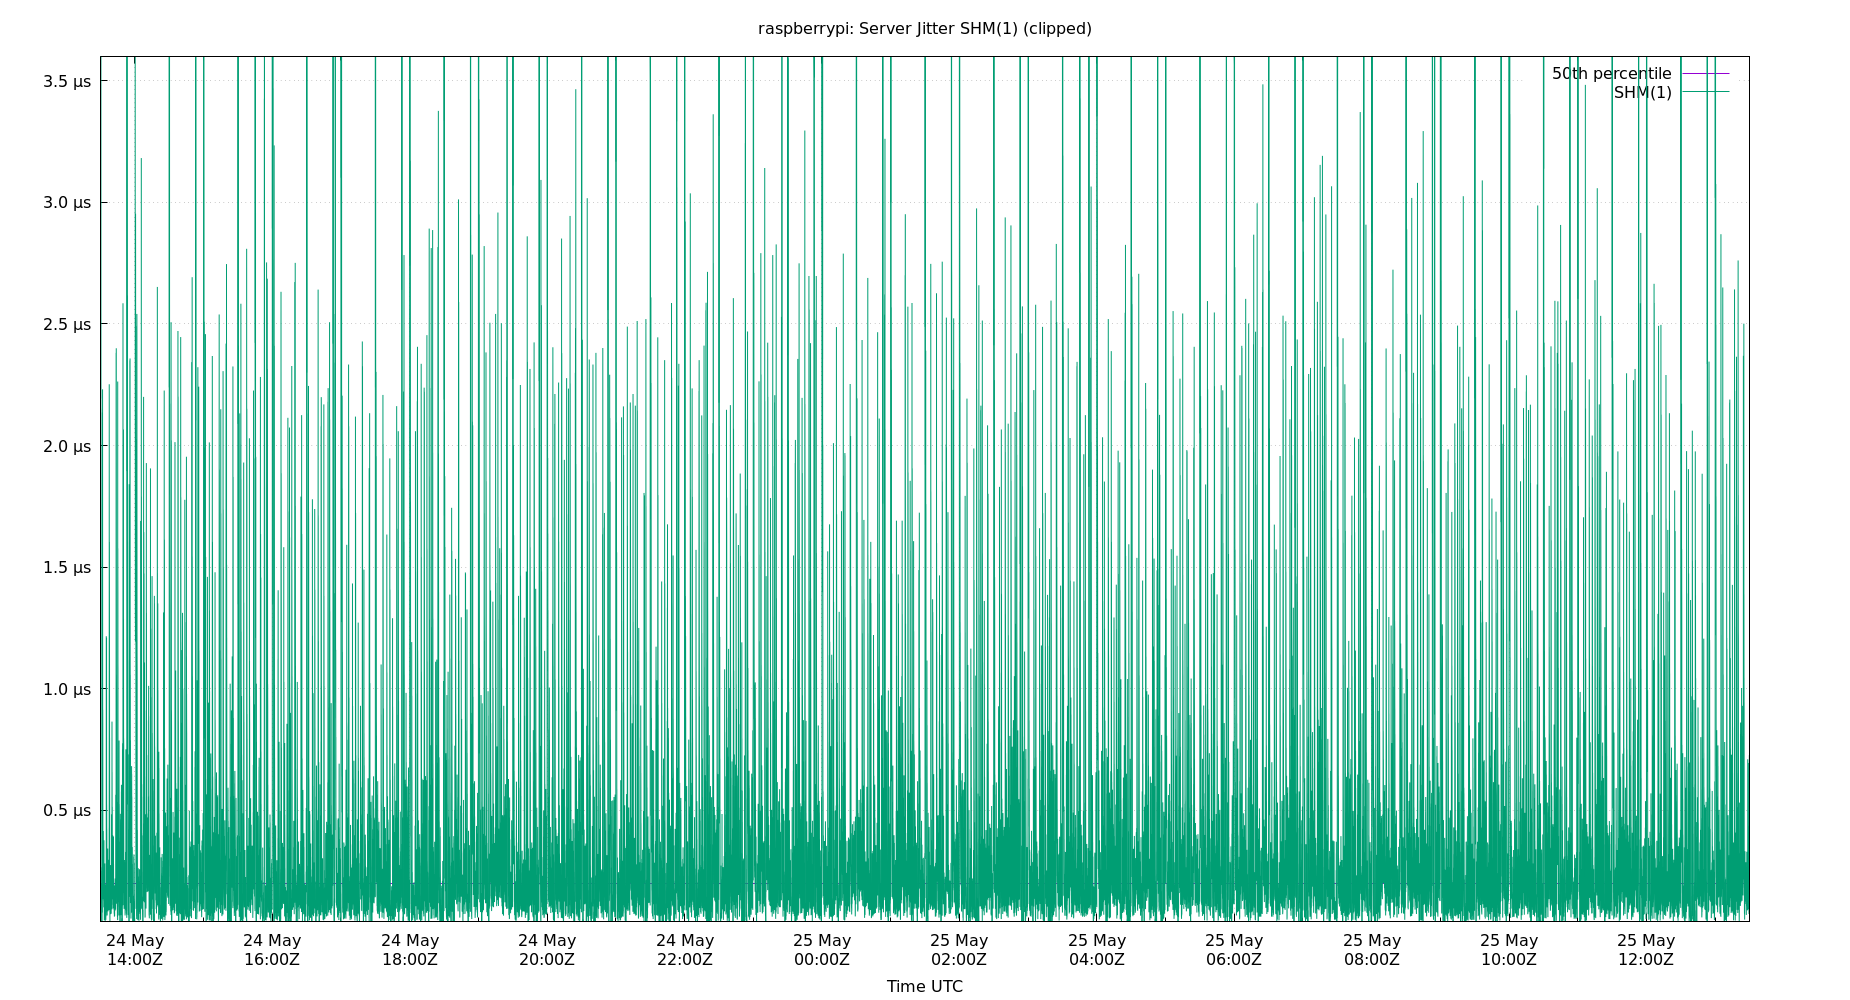 raspberrypi: Server Jitter SHM(1) (clipped)
50th percentile
SHM(1)
3.5 µs
3.0 µs
2.5 µs
2.0 µs
1.5 µs
1.0 µs
0.5 µs
24 May 24 May 24 May 24 May 24 May 25 May 25 May 25 May 25 May 25 May 25 May 25 May
14:00Z 16:00Z 18:00Z 20:00Z 22:00Z 00:00Z 02:00Z 04:00Z 06:00Z 08:00Z 10:00Z 12:00Z
Time UTC